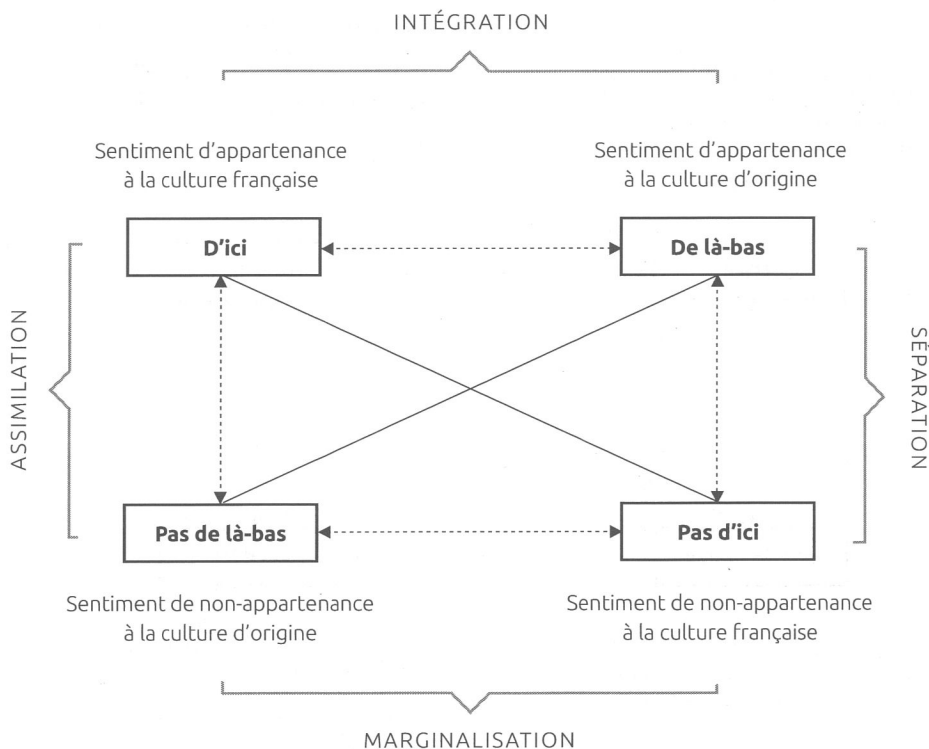 INTÉGRATION
Sentiment d'appartenance
à la culture française
Sentiment d'appartenance
à la culture d'origine
D'ici
De là-bas
ASSIMILATION
SÉPARATION
Pas de là-bas
Pas d'ici
Sentiment de non-appartenance
à la culture d'origine
Sentiment de non-appartenance
à la culture française
MARGINALISATION